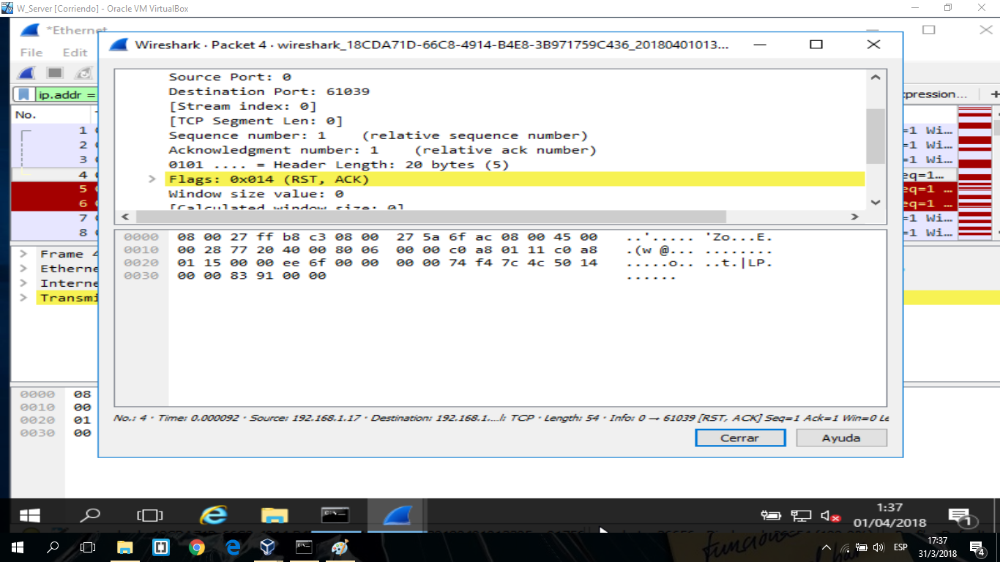 W_Server [Corriendo] - Oracle VM VirtualBox
*Ethernet
Wireshark · Packet 4 · wireshark_18CDA71D-66C8-4914-B4E8-3B971759C436_20180401013...
File Edit
ip.addr =
xpression... +
No.
1
2
3
4
5
6
7
8
=1 Wi...
=1 Wi...
=1 Wi...
eq=1...
eq=1 ...
eq=1 ...
=1 Wi...
=1 Wi...
Source Port: 0
Destination Port: 61039
[Stream index: 0]
[TCP Segment Len: 0]
Sequence number: 1 (relative sequence number)
Acknowledgment number: 1 (relative ack number)
0101 .... = Header Length: 20 bytes (5)
Flags: 0x014 (RST, ACK)
Window size value: 0
[Calculated window size: 0]
0000 08 00 27 ff b8 c3 08 00 27 5a 6f ac 08 00 45 00 ..'..... 'Zo...E.
0010 00 28 77 20 40 00 80 06 00 00 c0 a8 01 11 c0 a8 .(w @... ........
0020 01 15 00 00 ee 6f 00 00 00 00 74 f4 7c 4c 50 14 .....o.. ..t.|LP.
0030 00 00 83 91 00 00 ......
Frame 4
Etherne
Interne
Transmi
0000 08
0010 00
0020 01
0030 00
No.: 4 · Time: 0.000092 · Source: 192.168.1.17 · Destination: 192.168.1....l: TCP · Length: 54 · Info: 0 → 61039 [RST, ACK] Seq=1 Ack=1 Win=0 Le
Cerrar Ayuda
1:37
01/04/2018
1
ESP
17:37
31/3/2018
4